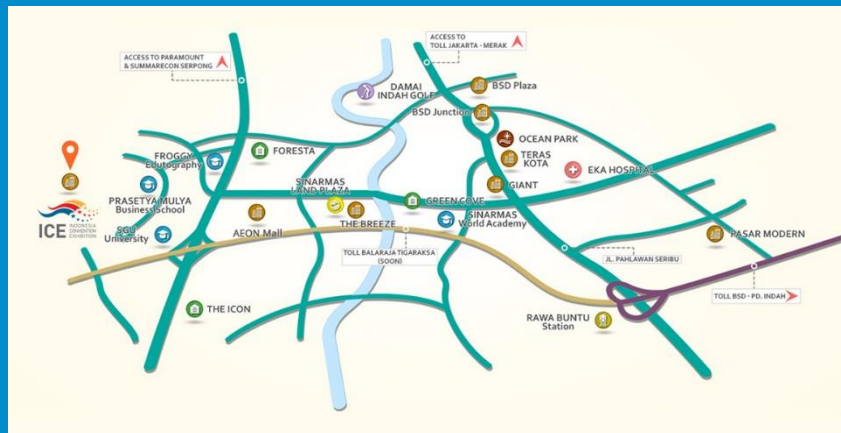 ACCESS TO
TOLL JAKARTA - MERAK
ACCESS TO PARAMOUNT
& SUMMARECON SERPONG
DAMAI
INDAH GOLF
BSD Plaza
BSD Junction
OCEAN PARK
TERAS
KOTA
EKA HOSPITAL
GIANT
FROGGY
Edutography
FORESTA
SINARMAS
LAND PLAZA
PRASETYA MULYA
Business School
GREEN COVE
SINARMAS
World Academy
THE BREEZE
ICE INDONESIA
CONVENTION
EXHIBITION
SGU
University
AEON Mall
PASAR MODERN
TOLL BALARAJA TIGARAKSA
(SOON)
JL. PAHLAWAN SERIBU
TOLL BSD - PD. INDAH
THE ICON
RAWA BUNTU
Station